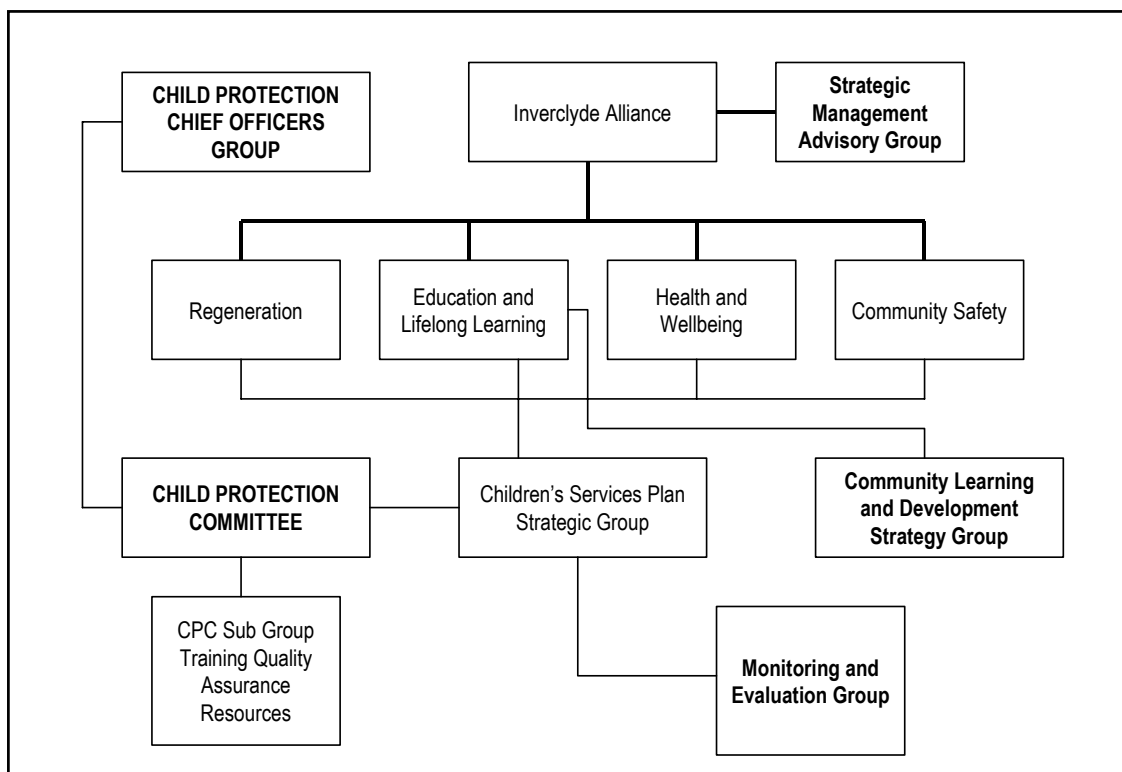 CHILD PROTECTION
CHIEF OFFICERS
GROUP
Inverclyde Alliance
Strategic
Management
Advisory Group
Regeneration
Education and
Lifelong Learning
Health and
Wellbeing
Community Safety
CHILD PROTECTION
COMMITTEE
Children’s Services Plan
Strategic Group
Community Learning
and Development
Strategy Group
CPC Sub Group
Training Quality
Assurance
Resources
Monitoring and
Evaluation Group